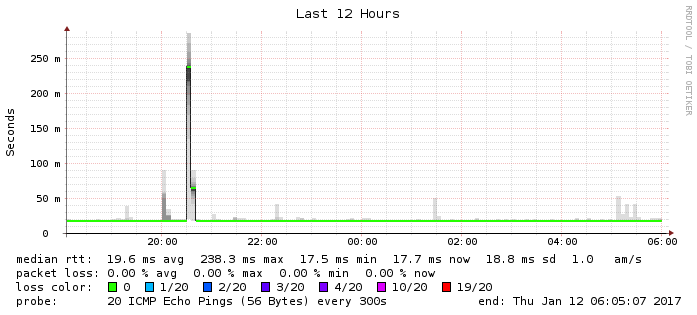 Last 12 Hours
RRDTOOL / TOBI OETIKER
Seconds
250 m
200 m
150 m
100 m
50 m
0
20:00 22:00 00:00 02:00 04:00 06:00
median rtt: 19.6 ms avg 238.3 ms max 17.5 ms min 17.7 ms now 18.8 ms sd 1.0 am/s
packet loss: 0.00 % avg 0.00 % max 0.00 % min 0.00 % now
loss color: 0 1/20 2/20 3/20 4/20 10/20 19/20
probe: 20 ICMP Echo Pings (56 Bytes) every 300s end: Thu Jan 12 06:05:07 2017